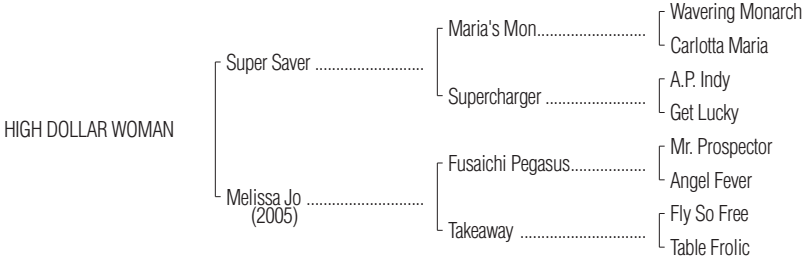 Wavering Monarch
Maria's Mon..........................
Carlotta Maria
Super Saver ..........................
A.P. Indy
Supercharger ........................
Get Lucky
HIGH DOLLAR WOMAN
Mr. Prospector
Fusaichi Pegasus..................
Angel Fever
Melissa Jo ............................
(2005)
Fly So Free
Takeaway ..............................
Table Frolic